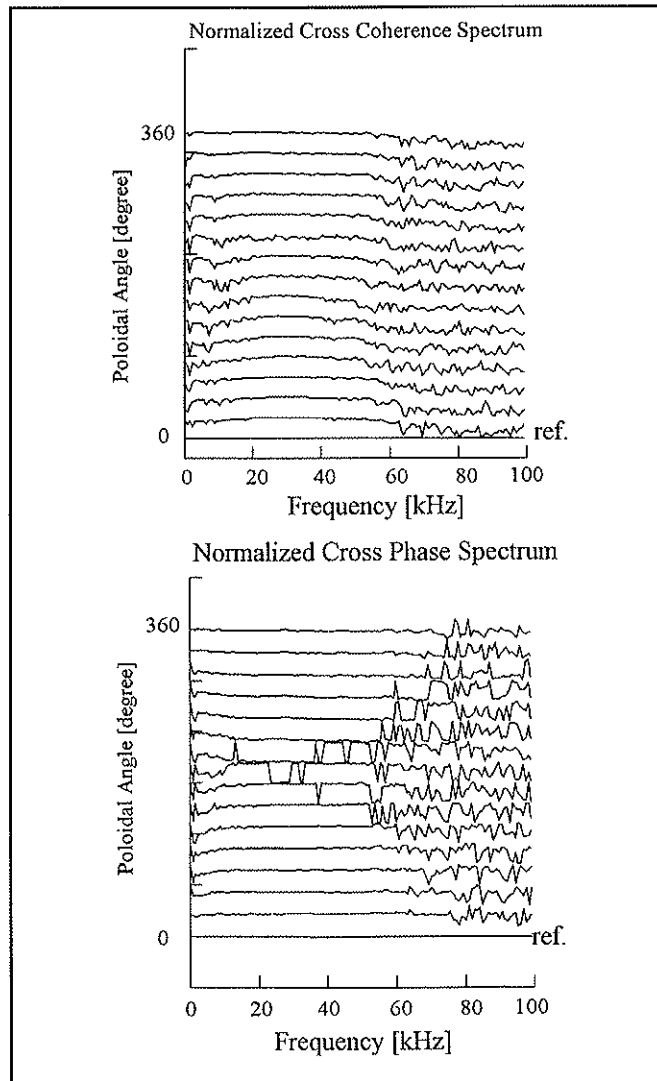 Normalized Cross Coherence Spectrum
Poloidal Angle [degree]
360
0
ref.
0 20 40 60 80 100
Frequency [kHz]
Normalized Cross Phase Spectrum
Poloidal Angle [degree]
360
0
ref.
0 20 40 60 80 100
Frequency [kHz]